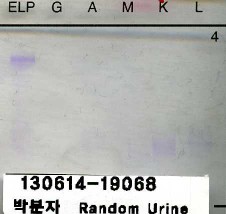 ELP G A M K L
4
130614-19068
박분자 Random Urine